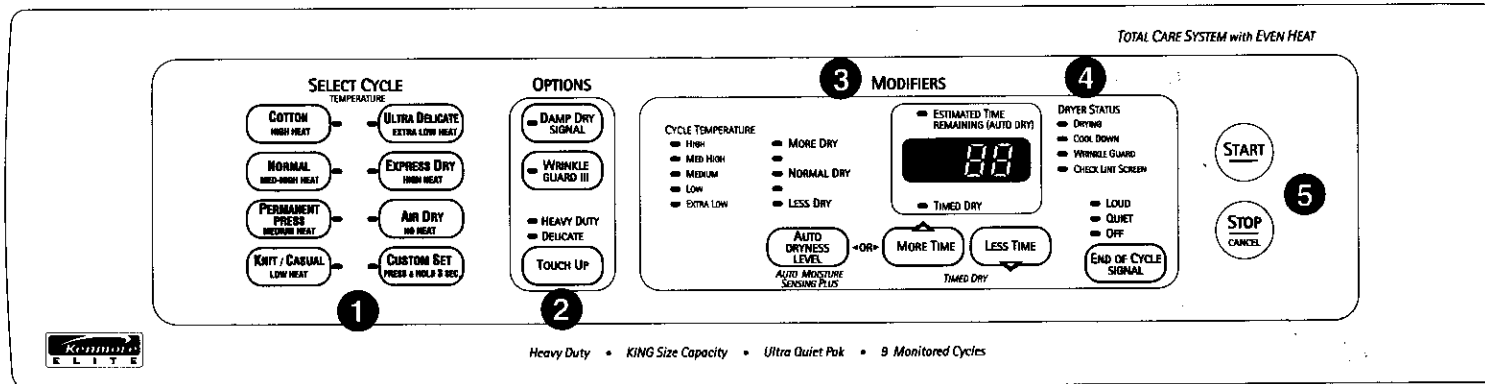 TOTAL CARE SYSTEM with EVEN HEAT
SELECT CYCLE
TEMPERATURE
COTTON
HIGH HEAT
ULTRA DELICATE
EXTRA LOW HEAT
NORMAL
MED-HIGH HEAT
EXPRESS DRY
HIGH HEAT
PERMANENT
PRESS
MEDIUM HEAT
AIR DRY
NO HEAT
KNIT / CASUAL
LOW HEAT
CUSTOM SET
PRESS & HOLD 3 SEC
1
OPTIONS
DAMP DRY
SIGNAL
WRINKLE
GUARD III
HEAVY DUTY
DELICATE
TOUCH UP
2
3
MODIFIERS
CYCLE TEMPERATURE
HIGH
MED HIGH
MEDIUM
LOW
EXTRA LOW
MORE DRY
NORMAL DRY
LESS DRY
AUTO
DRYNESS
LEVEL
AUTO MOISTURE
SENSING PLUS
◄OR►
ESTIMATED TIME
REMAINING (AUTO DRY)
88
TIMED DRY
MORE TIME
LESS TIME
TIMED DRY
4
DRYER STATUS
DRYING
COOL DOWN
WRINKLE GUARD
CHECK LINT SCREEN
LOUD
QUIET
OFF
END OF CYCLE
SIGNAL
START
STOP
CANCEL
5
Kenmore
ELITE
Heavy Duty • KING Size Capacity • Ultra Quiet Pak • 9 Monitored Cycles